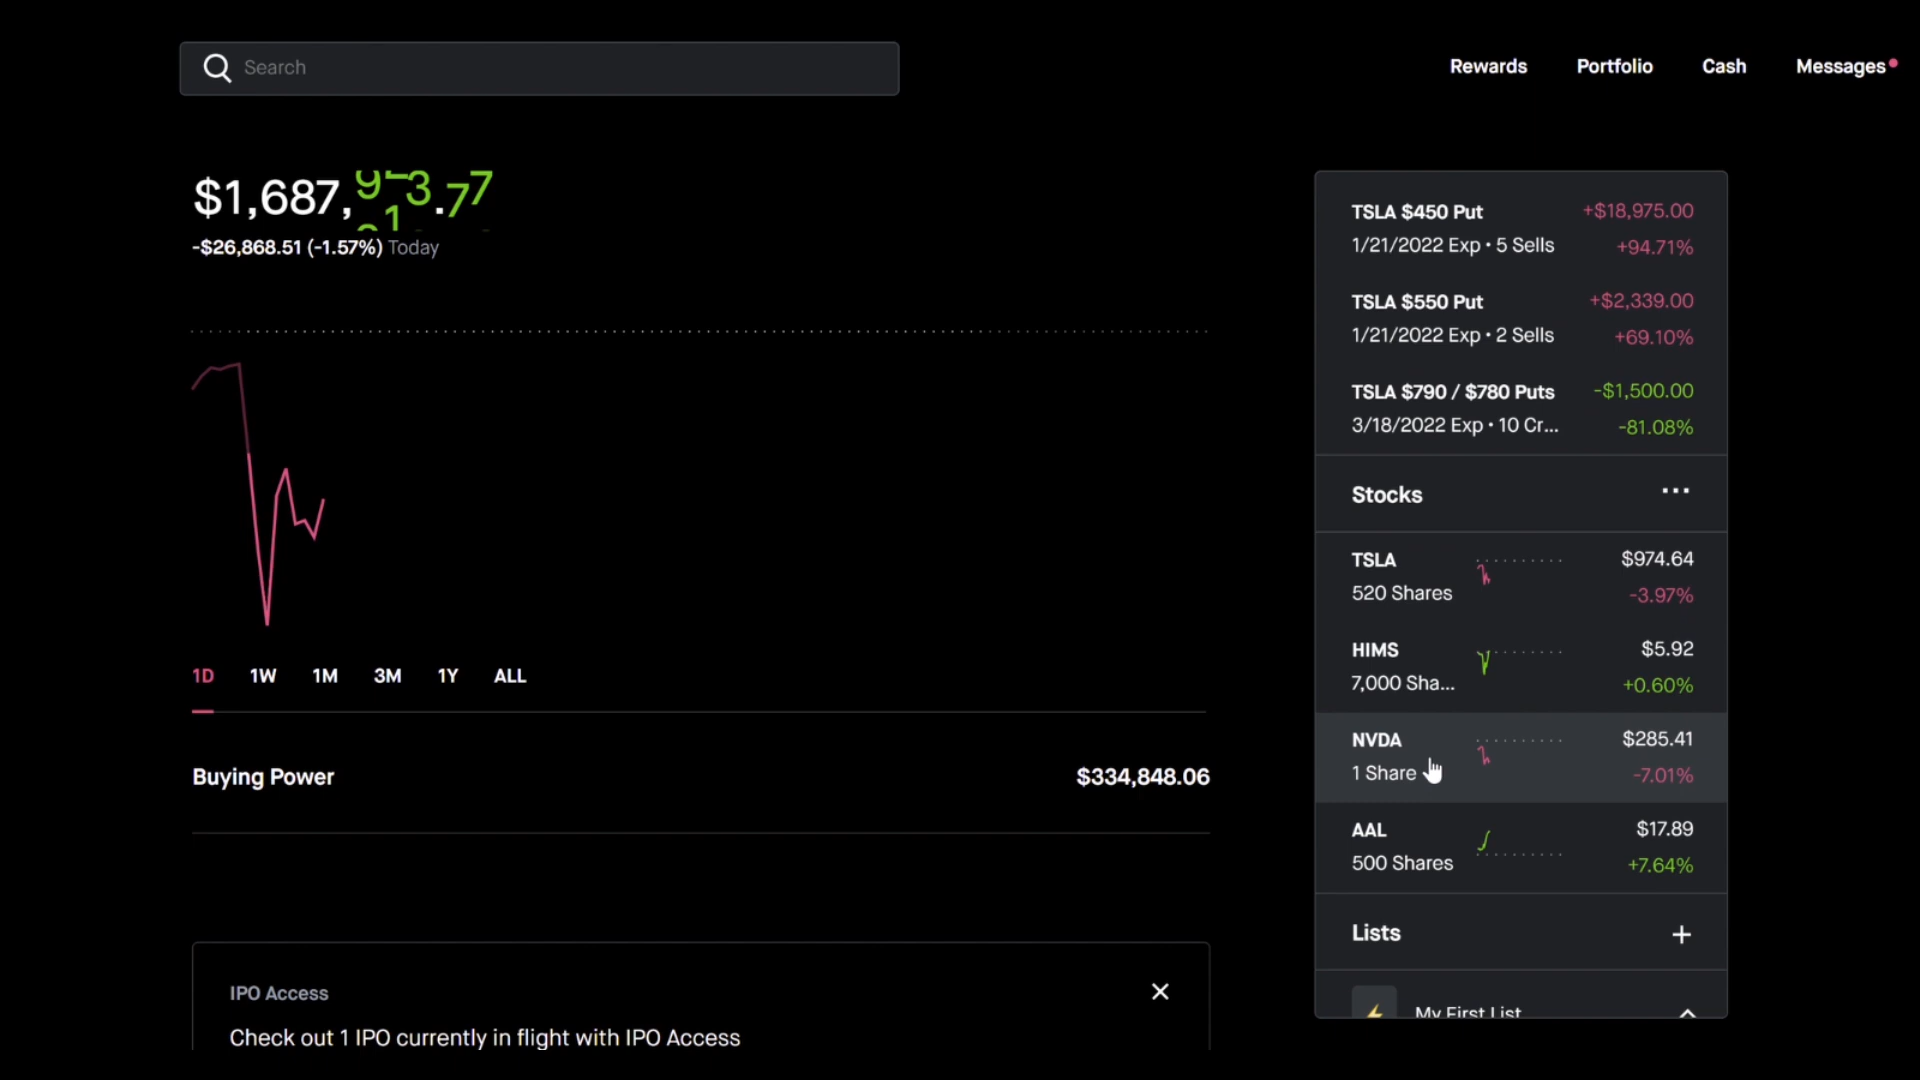 Search
Rewards
Portfolio
Cash
Messages
$1,687,
-$26,868.51 (-1.57%) Today
1D
1W
1M
3M
1Y
ALL
Buying Power
$334,848.06
IPO Access
Check out 1 IPO currently in flight with IPO Access
TSLA $450 Put
+$18,975.00
1/21/2022 Exp • 5 Sells
+94.71%
TSLA $550 Put
+$2,339.00
1/21/2022 Exp • 2 Sells
+69.10%
TSLA $790 / $780 Puts
-$1,500.00
3/18/2022 Exp • 10 Cr...
-81.08%
Stocks
TSLA
$974.64
520 Shares
-3.97%
HIMS
$5.92
7,000 Sha...
+0.60%
NVDA
$285.41
1 Share
-7.01%
AAL
$17.89
500 Shares
+7.64%
Lists
My First List